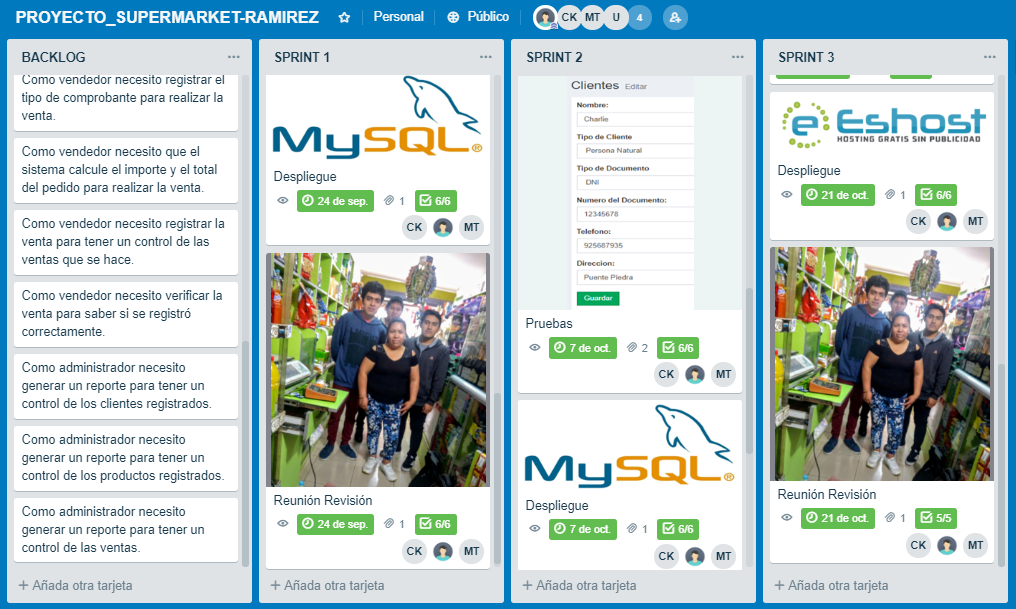 PROYECTO_SUPERMARKET-RAMIREZ
Personal
Público
CK
MT
U
4
BACKLOG
Como vendedor necesito registrar el
tipo de comprobante para realizar la
venta.
Como vendedor necesito que el
sistema calcule el importe y el total
del pedido para realizar la venta.
Como vendedor necesito registrar la
venta para tener un control de las
ventas que se hace.
Como vendedor necesito verificar la
venta para saber si se registró
correctamente.
Como administrador necesito
generar un reporte para tener un
control de los clientes registrados.
Como administrador necesito
generar un reporte para tener un
control de los productos registrados.
Como administrador necesito
generar un reporte para tener un
control de las ventas.
+ Añada otra tarjeta
SPRINT 1
MySQL®
Despliegue
24 de sep.
1
6/6
CK
MT
Reunión Revisión
24 de sep.
1
6/6
CK
MT
+ Añada otra tarjeta
SPRINT 2
Clientes Editar
Nombre:
Charlie
Tipo de Cliente
Persona Natural
Tipo de Documento
DNI
Numero del Documento:
12345678
Telefono:
925687935
Direccion:
Puente Piedra
Guardar
Pruebas
7 de oct.
2
6/6
CK
MT
MySQL®
Despliegue
7 de oct.
1
6/6
CK
MT
+ Añada otra tarjeta
SPRINT 3
e Eshost
HOSTING GRATIS SIN PUBLICIDAD
Despliegue
21 de oct.
1
6/6
CK
MT
Reunión Revisión
21 de oct.
1
5/5
CK
MT
+ Añada otra tarjeta